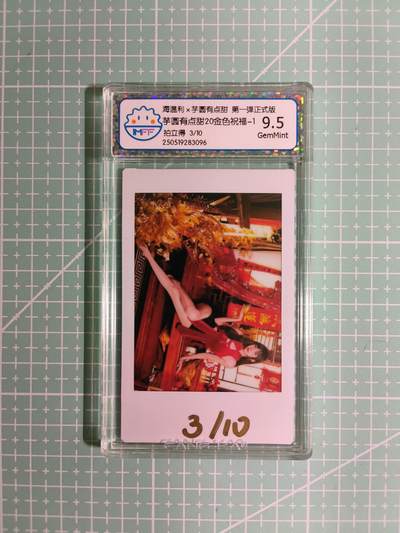 海溫利×芋圆有点甜 第一弹正式版
芋圆有点甜20金色祝福-1
拍立得 3/10
250519283096
9.5
GemMint
MFF
3/10